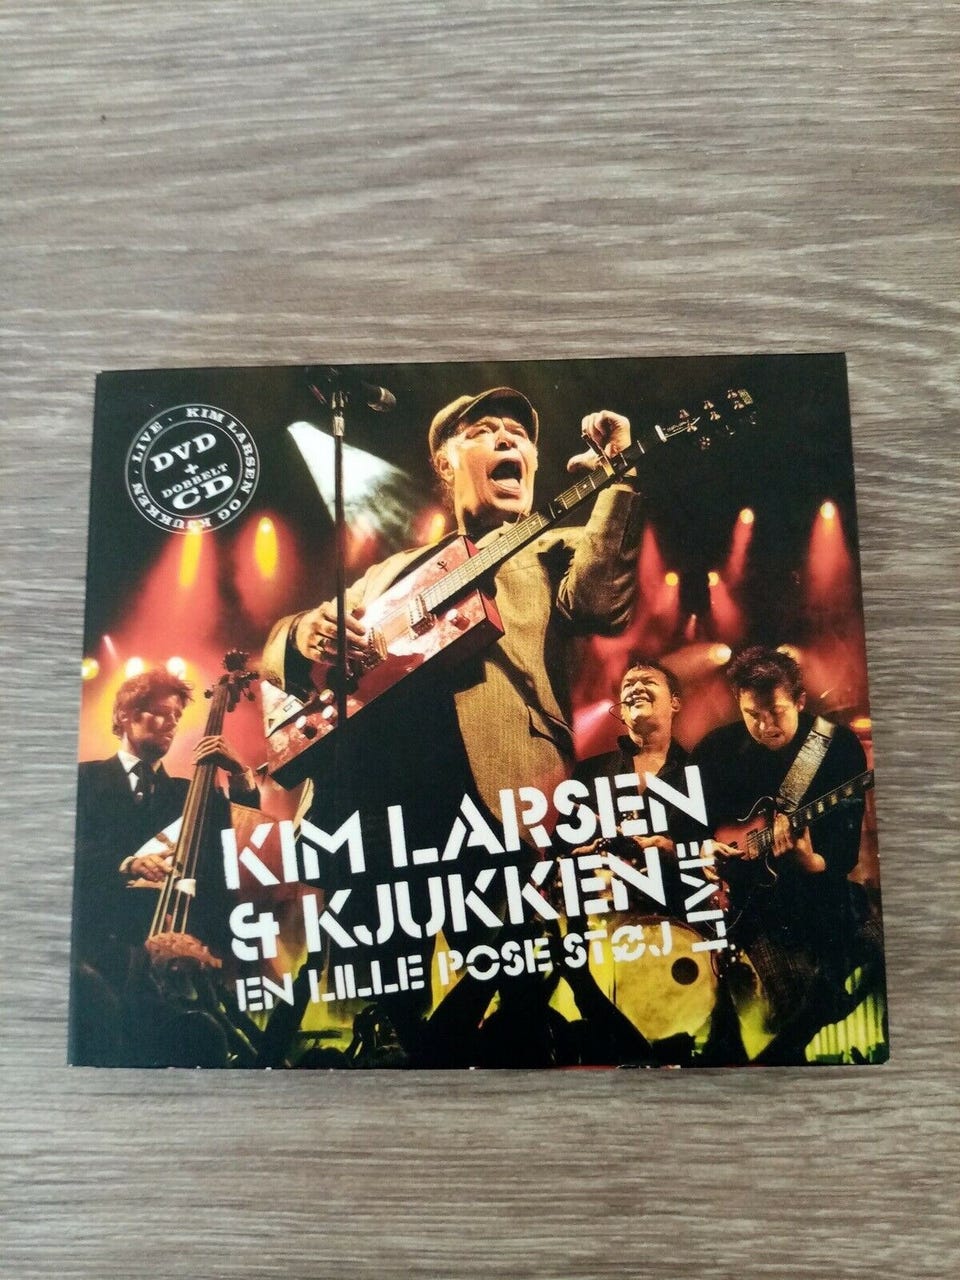 KIM LARSEN OG KJUKKEN · LIVE ·
DVD
+
DOBBELT
CD
KIM LARSEN
& KJUKKEN
EN LILLE POSE STØJ
LIVE